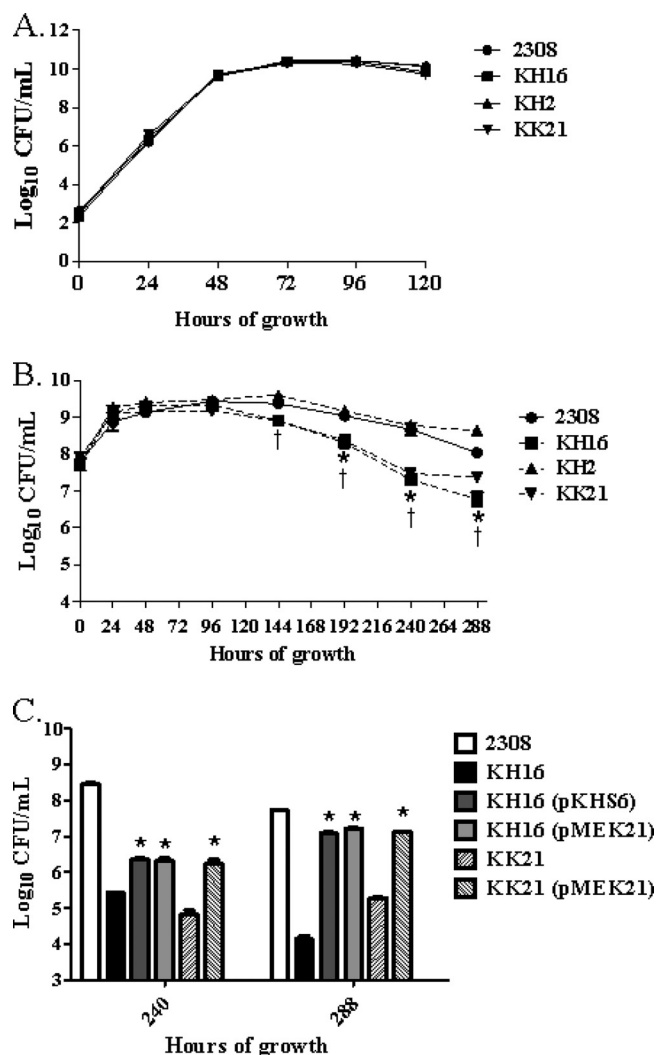 A.
Log10 CFU/mL
12
10
8
6
4
2
0
0 24 48 72 96 120
Hours of growth
2308
KH16
KH2
KK21
B.
Log10 CFU/mL
10
9
8
7
6
5
4
† * † * † * †
0 24 48 72 96 120 144 168 192 216 240 264 288
Hours of growth
2308
KH16
KH2
KK21
C.
Log10 CFU/mL
10
9
8
7
6
5
4
3
* * * * * *
240 288
Hours of growth
2308
KH16
KH16 (pKHS6)
KH16 (pMEK21)
KK21
KK21 (pMEK21)